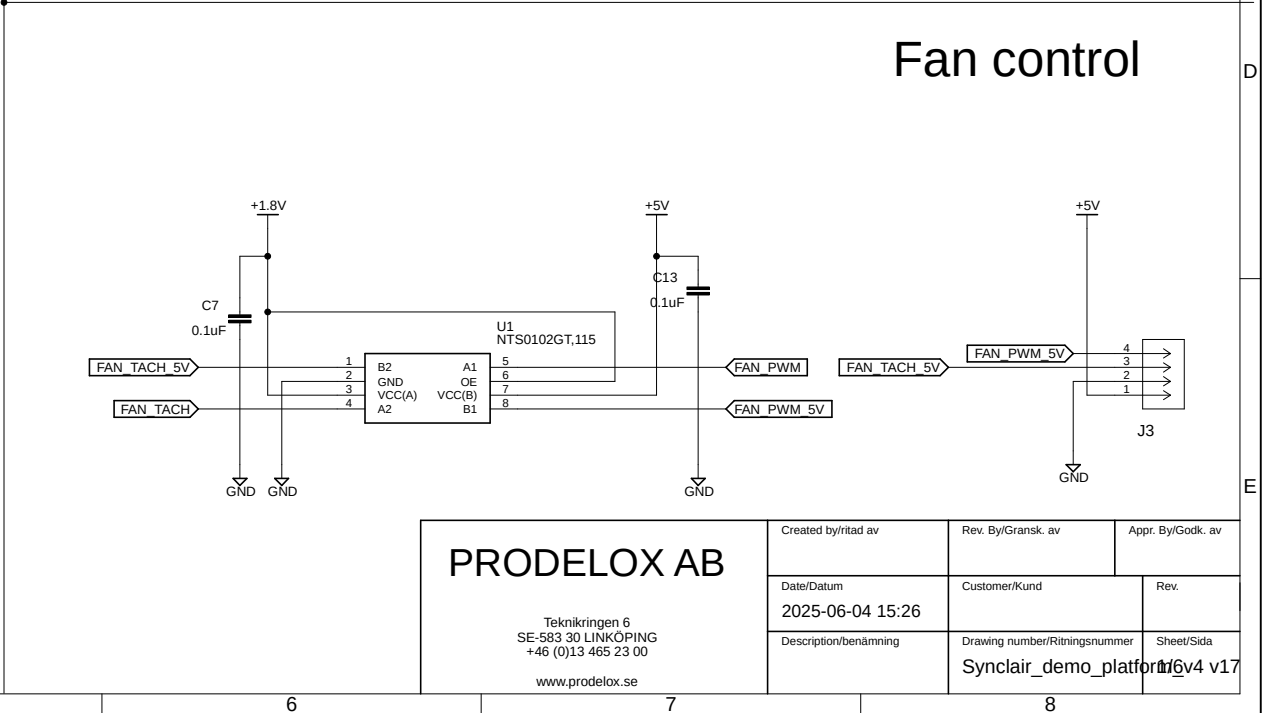 Fan control
D
+1.8V
+5V
+5V
C7
0.1uF
C13
0.1uF
U1
NTS0102GT,115
FAN_TACH_5V
FAN_TACH
1
2
3
4
B2
GND
VCC(A)
A2
A1
OE
VCC(B)
B1
5
6
7
8
FAN_PWM
FAN_PWM_5V
FAN_TACH_5V
FAN_PWM_5V
4
3
2
1
J3
GND
GND
GND
GND
E
PRODELOX AB
Teknikringen 6
SE-583 30 LINKÖPING
+46 (0)13 465 23 00
www.prodelox.se
Created by/ritad av
Rev. By/Gransk. av
Appr. By/Godk. av
Date/Datum
2025-06-04 15:26
Customer/Kund
Rev.
Description/benämning
Drawing number/Ritningsnummer
Synclair_demo_platform_v4 v17
Sheet/Sida
1/6
6
7
8